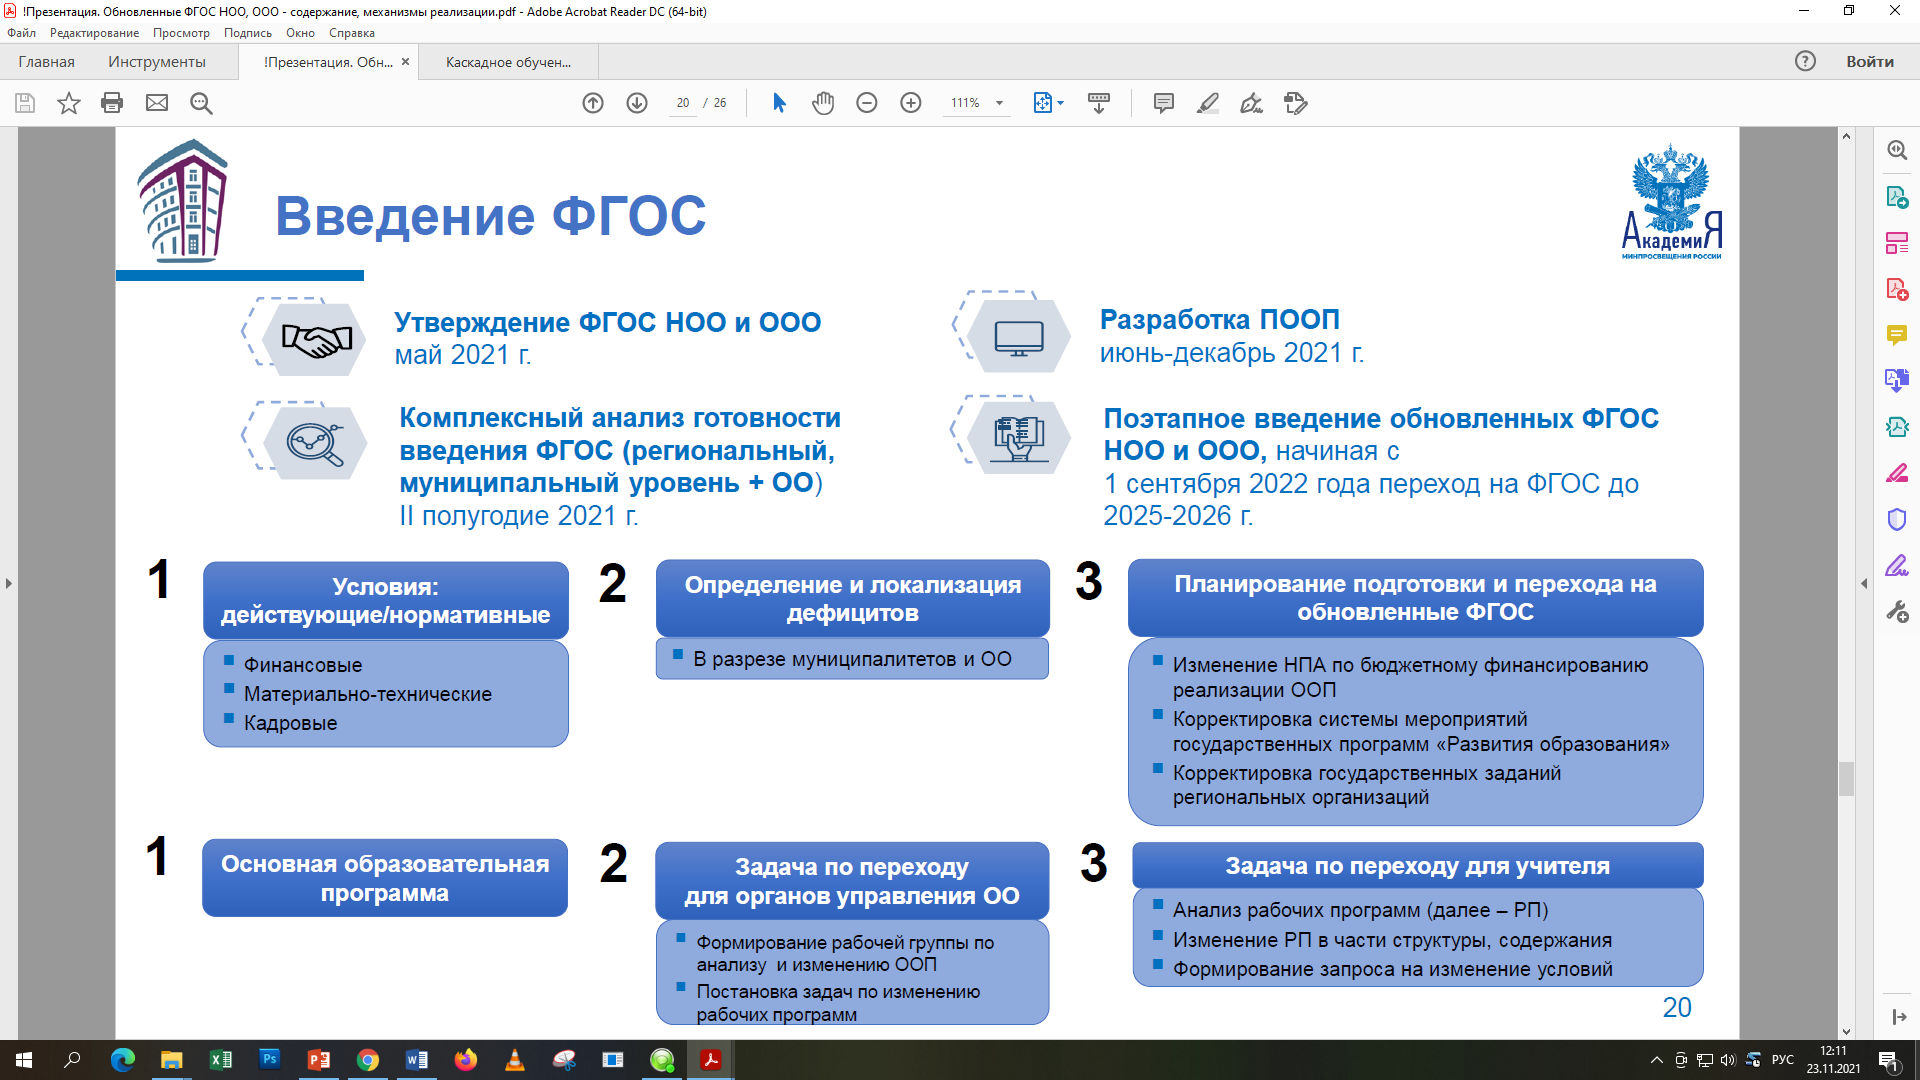 !Презентация. Обновленные ФГОС НОО, ООО - содержание, механизмы реализации.pdf - Adobe Acrobat Reader DC (64-bit)
Файл Редактирование Просмотр Подпись Окно Справка
Главная Инструменты !Презентация. Обн... × Каскадное обучен... Войти
20 / 26 111%
Введение ФГОС
АкадемиЯ
МИНПРОСВЕЩЕНИЯ РОССИИ
Утверждение ФГОС НОО и ООО
май 2021 г.
Разработка ПООП
июнь-декабрь 2021 г.
Комплексный анализ готовности
введения ФГОС (региональный,
муниципальный уровень + ОО)
II полугодие 2021 г.
Поэтапное введение обновленных ФГОС
НОО и ООО, начиная с
1 сентября 2022 года переход на ФГОС до
2025-2026 г.
1
Условия:
действующие/нормативные
Финансовые
Материально-технические
Кадровые
2
Определение и локализация
дефицитов
В разрезе муниципалитетов и ОО
3
Планирование подготовки и перехода на
обновленные ФГОС
Изменение НПА по бюджетному финансированию
реализации ООП
Корректировка системы мероприятий
государственных программ «Развития образования»
Корректировка государственных заданий
региональных организаций
1
Основная образовательная
программа
2
Задача по переходу
для органов управления ОО
Формирование рабочей группы по
анализу и изменению ООП
Постановка задач по изменению
рабочих программ
3
Задача по переходу для учителя
Анализ рабочих программ (далее – РП)
Изменение РП в части структуры, содержания
Формирование запроса на изменение условий
20
РУС
12:11
23.11.2021
1